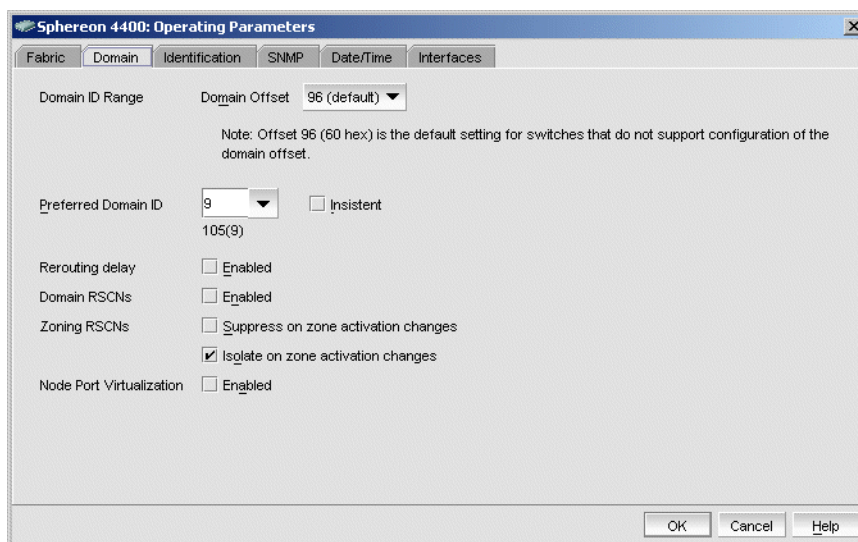 Sphereon 4400: Operating Parameters
Fabric Domain Identification SNMP Date/Time Interfaces
Domain ID Range Domain Offset 96 (default)
Note: Offset 96 (60 hex) is the default setting for switches that do not support configuration of the
domain offset.
Preferred Domain ID 9 Insistent
105(9)
Rerouting delay Enabled
Domain RSCNs Enabled
Zoning RSCNs Suppress on zone activation changes
Isolate on zone activation changes
Node Port Virtualization Enabled
OK Cancel Help